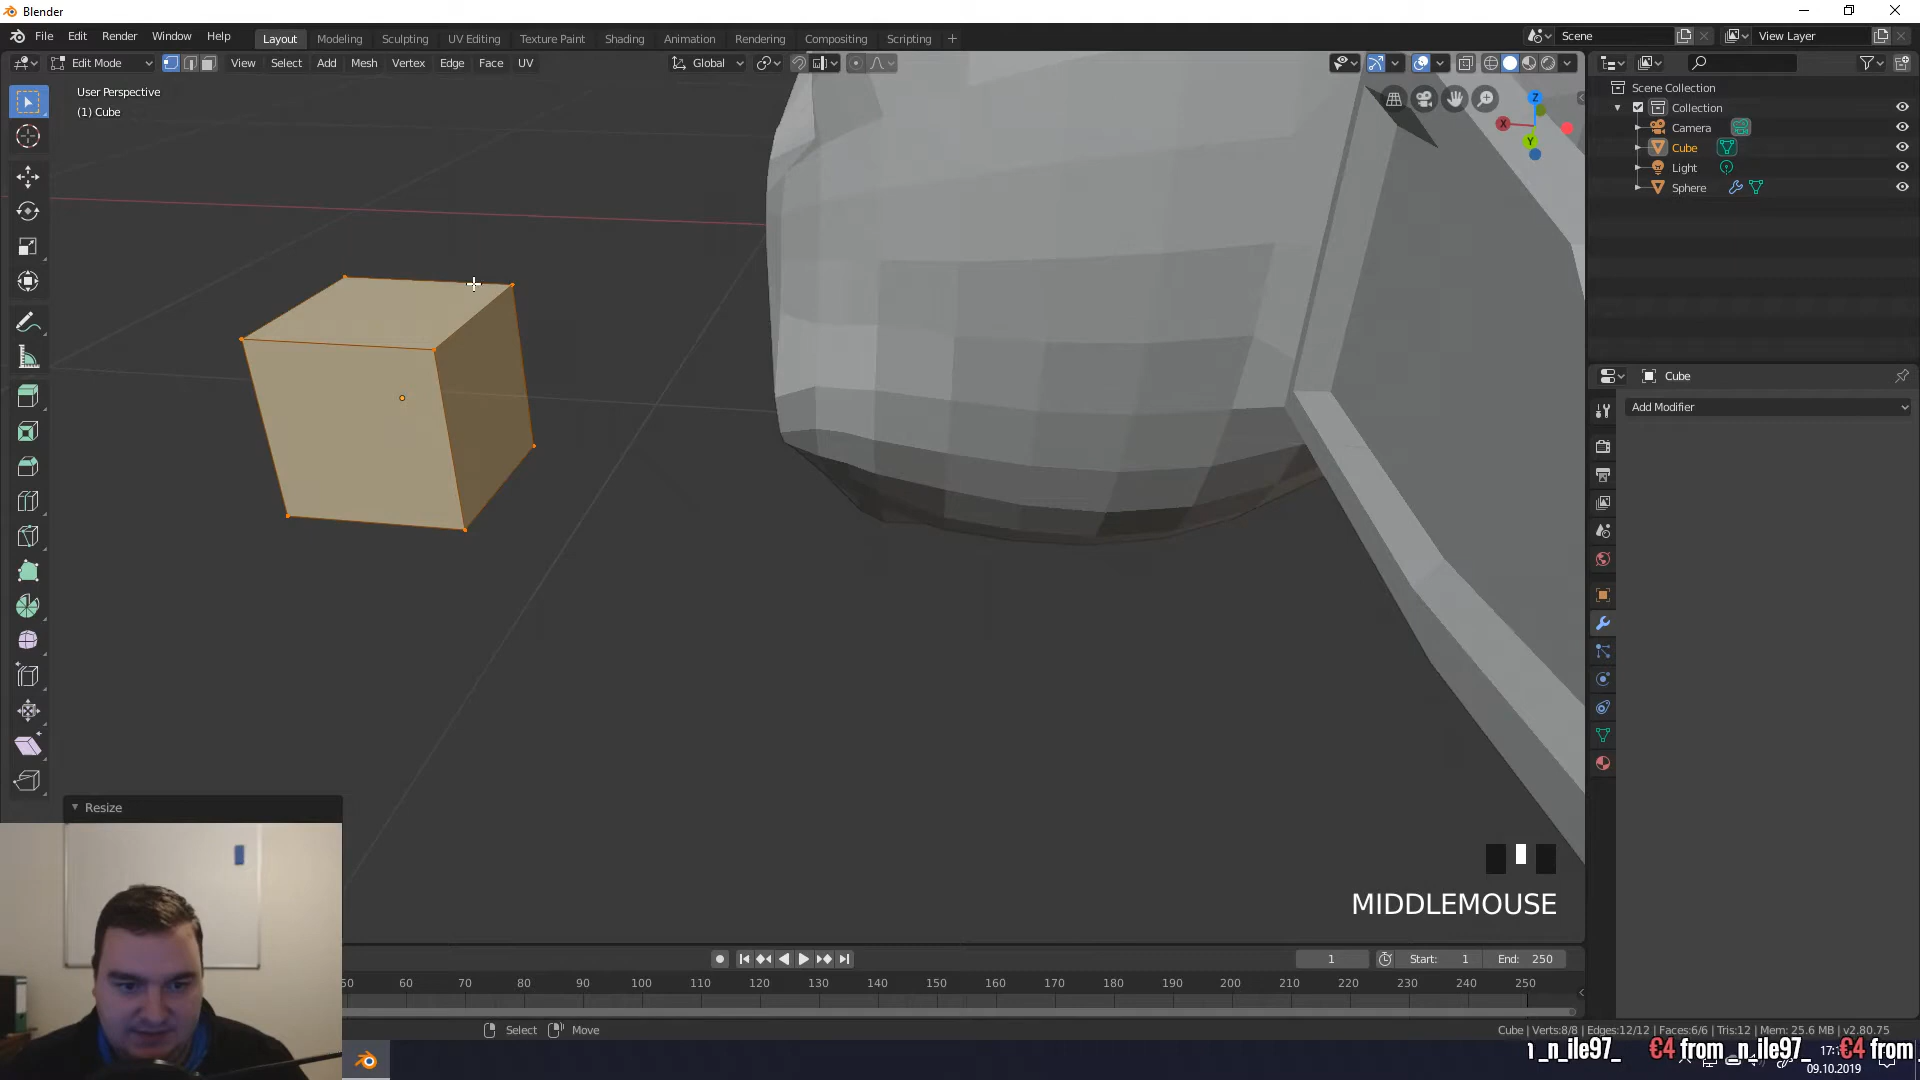 Blender
File Edit Render Window Help
Layout Modeling Sculpting UV Editing Texture Paint Shading Animation Rendering Compositing Scripting
Scene
View Layer
Edit Mode
View Select Add Mesh Vertex Edge Face UV
Global
User Perspective
(1) Cube
Z
X
Y
Scene Collection
Collection
Camera
Cube
Light
Sphere
Cube
Add Modifier
Resize
MIDDLEMOUSE
1
Start: 1
End: 250
50 60 70 80 90 100 110 120 130 140 150 160 170 180 190 200 210 220 230 240 250
Select
Move
Cube | Verts:8/8 | Edges:12/12 | Faces:6/6 | Tris:12 | Mem: 25.6 MB | v2.80.75
_n_ile97_ €4 from _n_ile97_ €4 from
09.10.2019